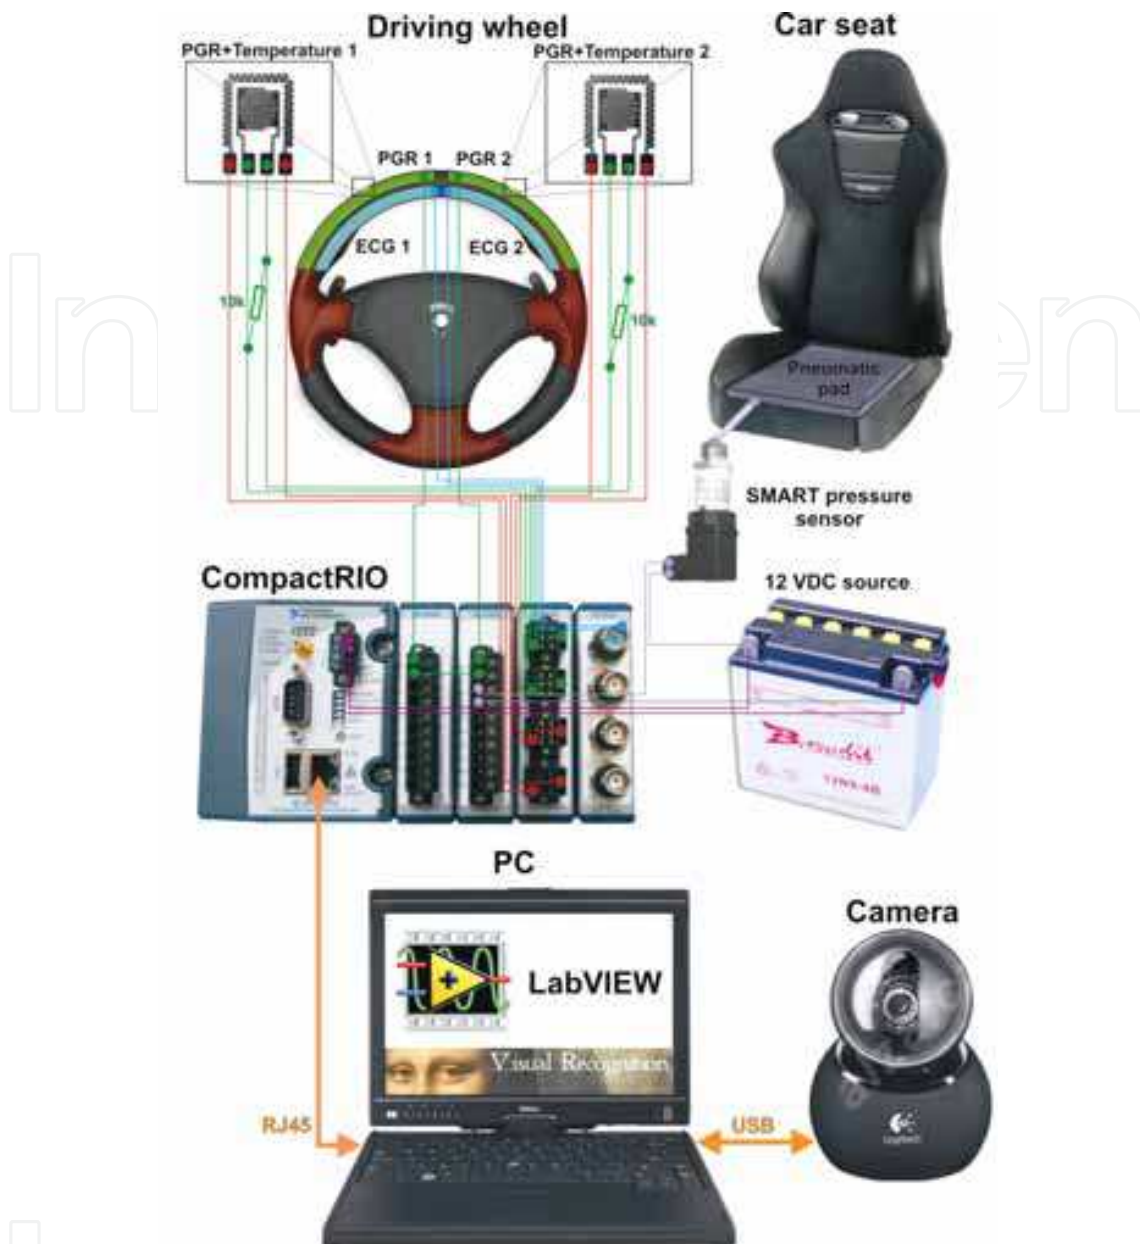 Driving wheel
Car seat
PGR+Temperature 1
PGR+Temperature 2
PGR 1
PGR 2
ECG 1
ECG 2
10k
10k
Pneumatic
pad
SMART pressure
sensor
CompactRIO
12 VDC source
PC
Camera
LabVIEW
Visual Recognition
RJ45
USB
Logitech